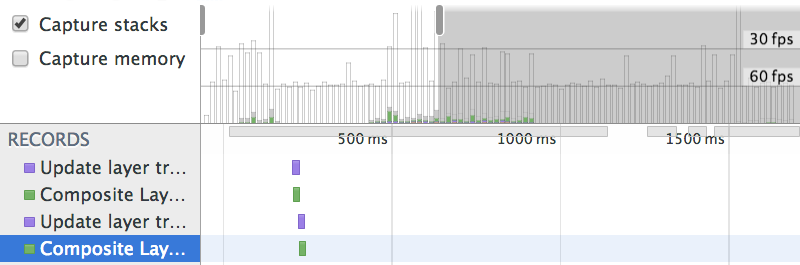 Capture stacks
Capture memory
30 fps
60 fps
RECORDS
500 ms
1000 ms
1500 ms
Update layer tr...
Composite Lay...
Update layer tr...
Composite Lay...